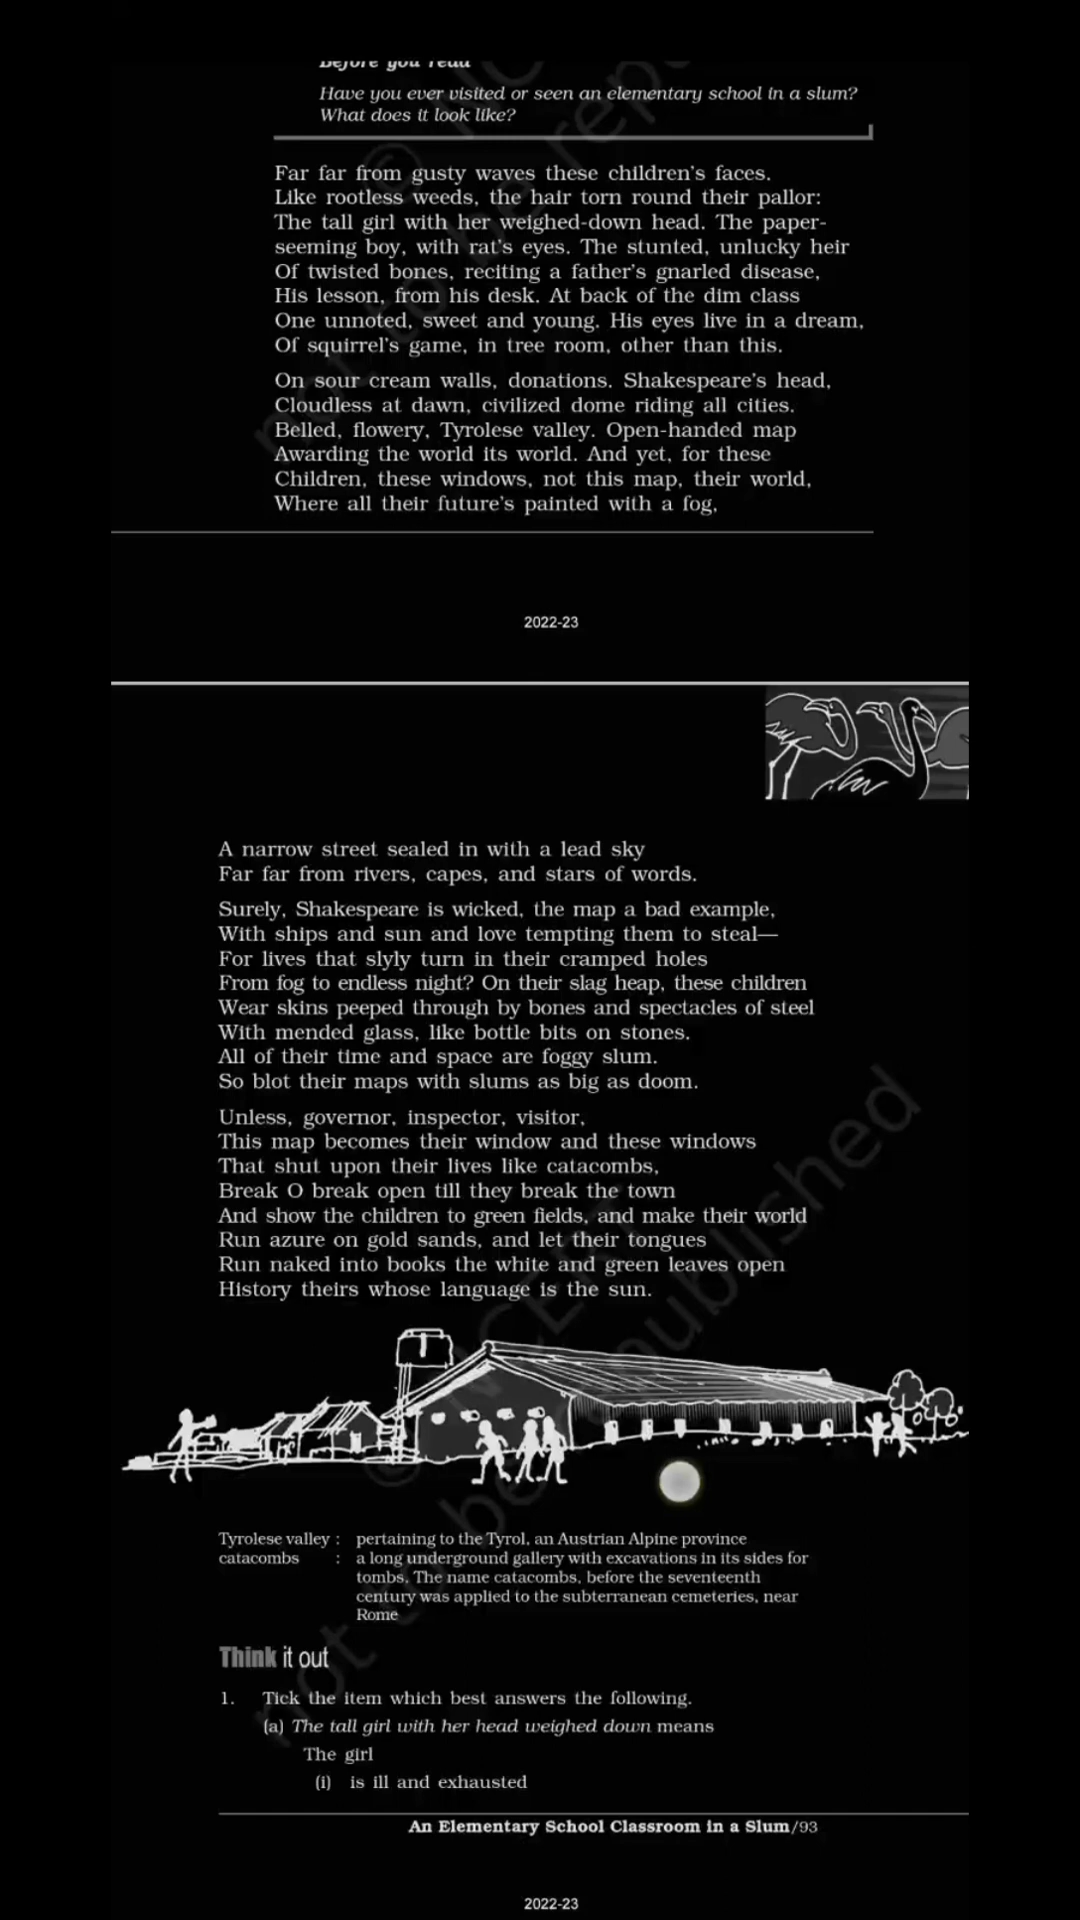 Before you read
Have you ever visited or seen an elementary school in a slum?
What does it look like?
Far far from gusty waves these children's faces.
Like rootless weeds, the hair torn round their pallor:
The tall girl with her weighed-down head. The paper-
seeming boy, with rat's eyes. The stunted, unlucky heir
Of twisted bones, reciting a father's gnarled disease,
His lesson, from his desk. At back of the dim class
One unnoted, sweet and young. His eyes live in a dream,
Of squirrel's game, in tree room, other than this.
On sour cream walls, donations. Shakespeare's head,
Cloudless at dawn, civilized dome riding all cities.
Belled, flowery, Tyrolese valley. Open-handed map
Awarding the world its world. And yet, for these
Children, these windows, not this map, their world,
Where all their future's painted with a fog,
2022-23
A narrow street sealed in with a lead sky
Far far from rivers, capes, and stars of words.
Surely, Shakespeare is wicked, the map a bad example,
With ships and sun and love tempting them to steal—
For lives that slyly turn in their cramped holes
From fog to endless night? On their slag heap, these children
Wear skins peeped through by bones and spectacles of steel
With mended glass, like bottle bits on stones.
All of their time and space are foggy slum.
So blot their maps with slums as big as doom.
Unless, governor, inspector, visitor,
This map becomes their window and these windows
That shut upon their lives like catacombs,
Break O break open till they break the town
And show the children to green fields, and make their world
Run azure on gold sands, and let their tongues
Run naked into books the white and green leaves open
History theirs whose language is the sun.
Tyrolese valley : pertaining to the Tyrol, an Austrian Alpine province
catacombs : a long underground gallery with excavations in its sides for
tombs. The name catacombs, before the seventeenth
century was applied to the subterranean cemeteries, near
Rome
Think it out
1. Tick the item which best answers the following.
(a) The tall girl with her head weighed down means
The girl
(i) is ill and exhausted
An Elementary School Classroom in a Slum/93
2022-23
© NCERT
not to be republished